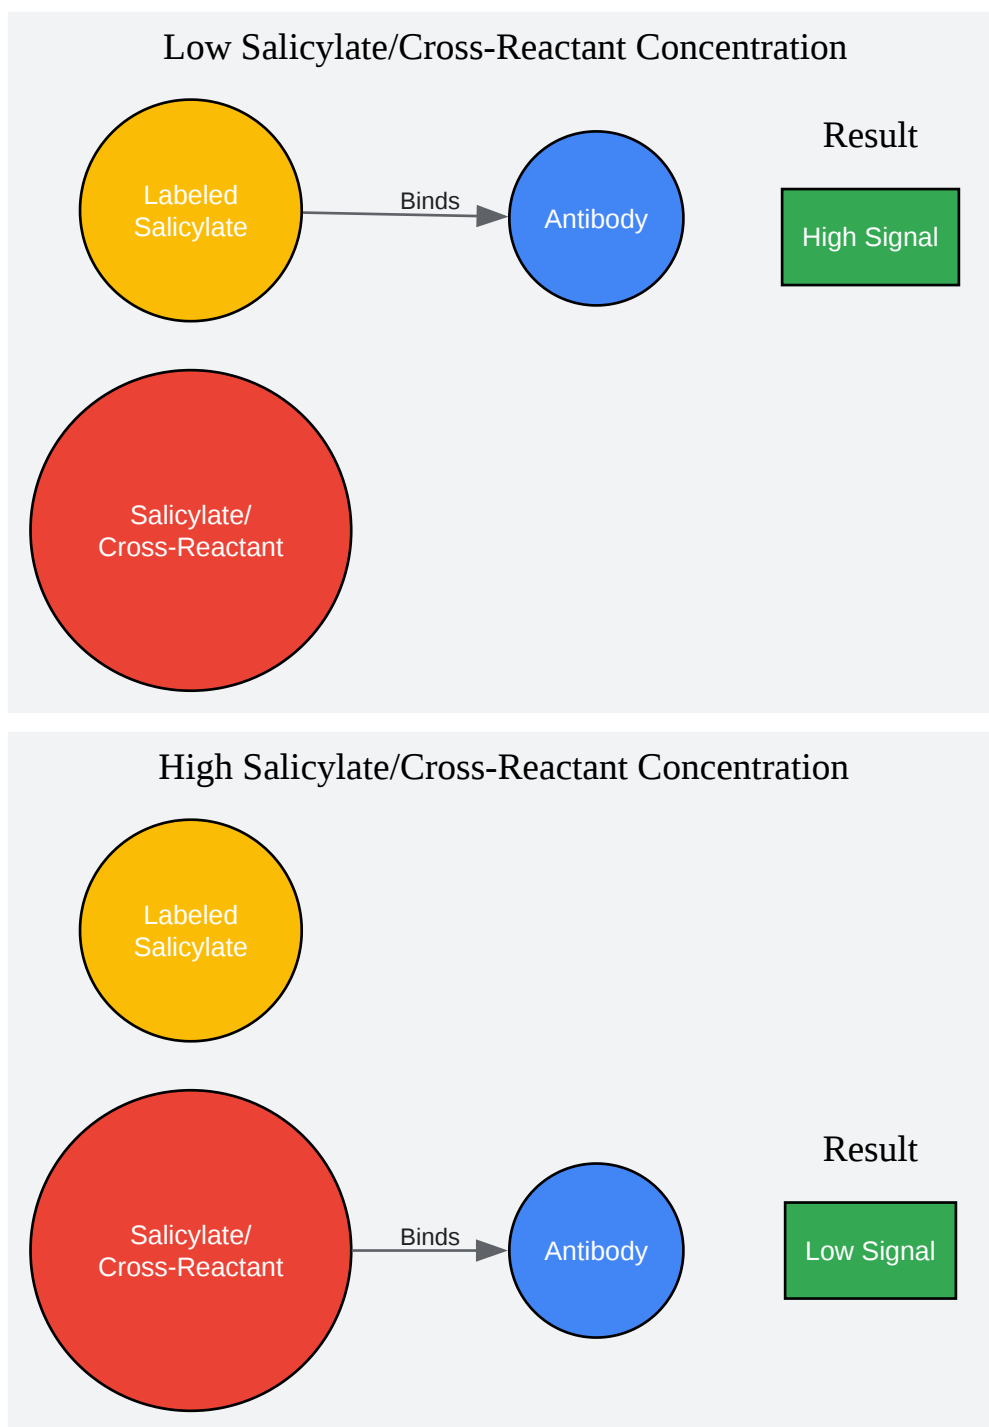 Low Salicylate/Cross-Reactant Concentration
Labeled
Salicylate
Binds
Antibody
Result
High Signal
Salicylate/
Cross-Reactant
High Salicylate/Cross-Reactant Concentration
Labeled
Salicylate
Salicylate/
Cross-Reactant
Binds
Antibody
Result
Low Signal